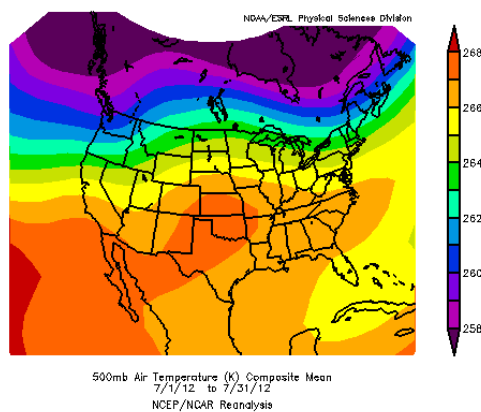 NOAA/ESRL Physical Sciences Division
268
266
264
262
260
258
500mb Air Temperature (K) Composite Mean
7/1/12 to 7/31/12
NCEP/NCAR Reanalysis